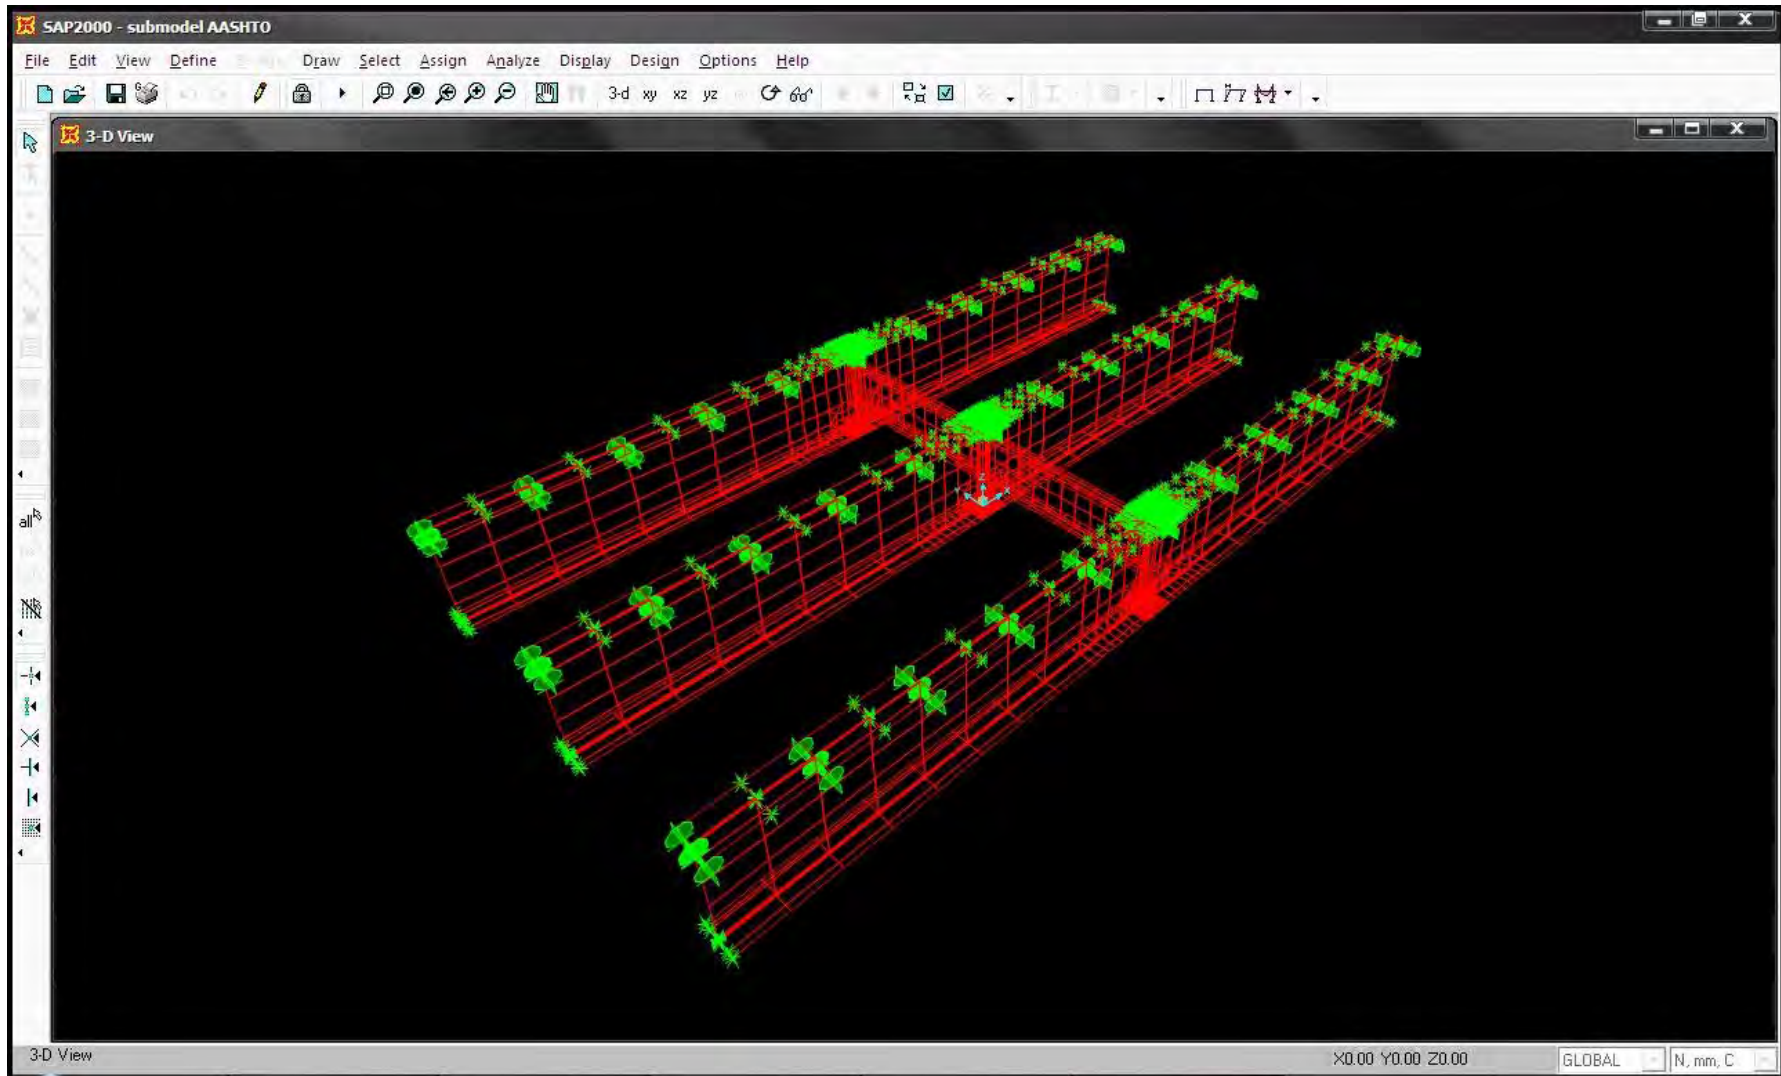 SAP2000 - submodel AASHTO
File Edit View Define Draw Select Assign Analyze Display Design Options Help
3-d xy xz yz
3-D View
all
Z
3-D View X0.00 Y0.00 Z0.00 GLOBAL N, mm, C